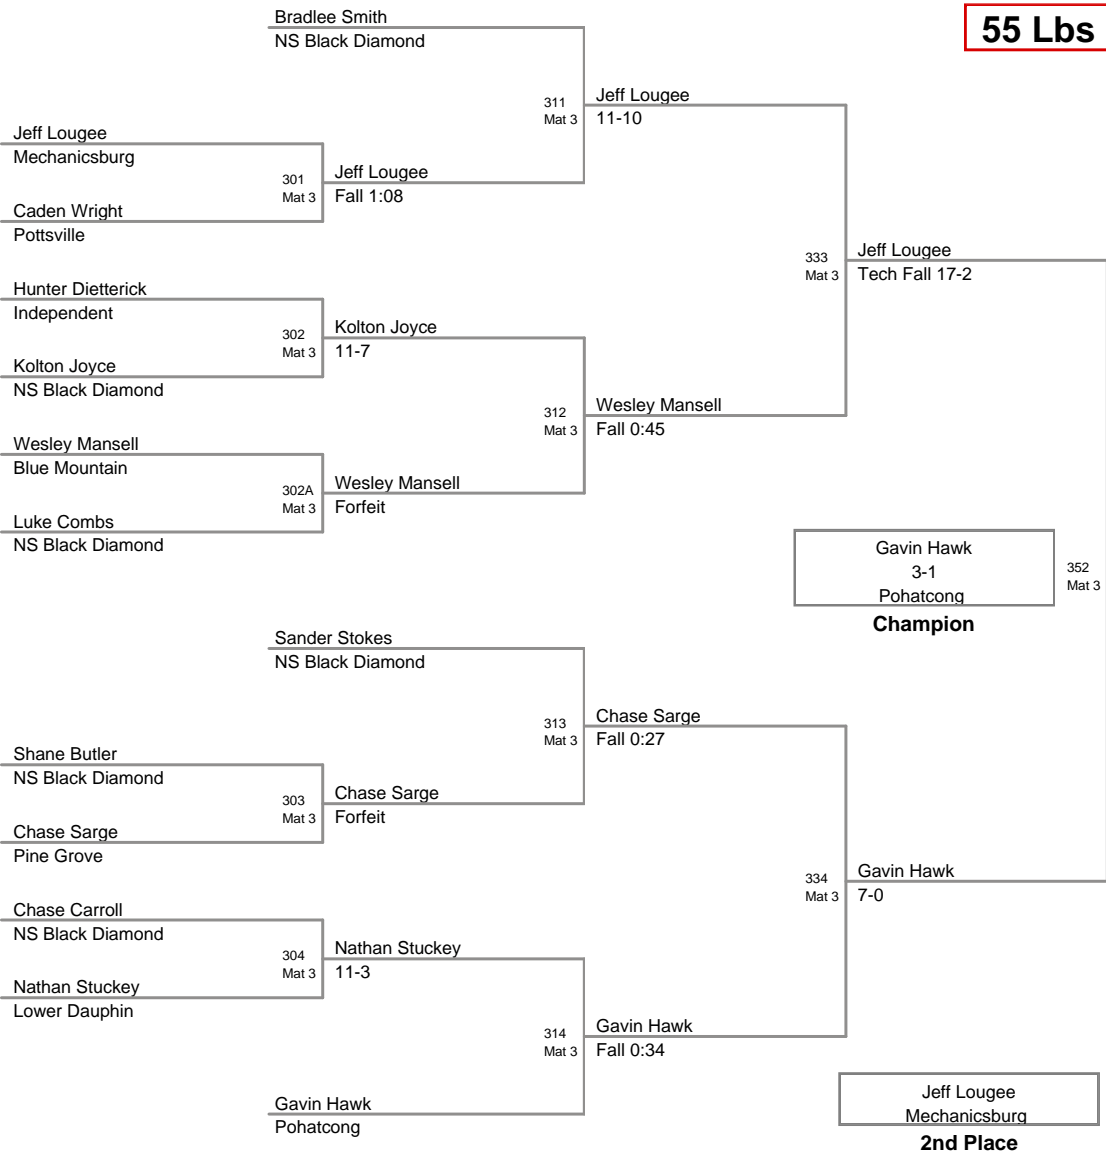 Bradlee Smith
NS Black Diamond
55 Lbs
311
Mat 3
Jeff Lougee
11-10
Jeff Lougee
Mechanicsburg
301
Mat 3
Jeff Lougee
Fall 1:08
Caden Wright
Pottsville
333
Mat 3
Jeff Lougee
Tech Fall 17-2
Hunter Dietterick
Independent
302
Mat 3
Kolton Joyce
11-7
Kolton Joyce
NS Black Diamond
312
Mat 3
Wesley Mansell
Fall 0:45
Wesley Mansell
Blue Mountain
302A
Mat 3
Wesley Mansell
Forfeit
Luke Combs
NS Black Diamond
Gavin Hawk
3-1
Pohatcong
352
Mat 3
Champion
Sander Stokes
NS Black Diamond
313
Mat 3
Chase Sarge
Fall 0:27
Shane Butler
NS Black Diamond
303
Mat 3
Chase Sarge
Forfeit
Chase Sarge
Pine Grove
334
Mat 3
Gavin Hawk
7-0
Chase Carroll
NS Black Diamond
304
Mat 3
Nathan Stuckey
11-3
Nathan Stuckey
Lower Dauphin
314
Mat 3
Gavin Hawk
Fall 0:34
Gavin Hawk
Pohatcong
Jeff Lougee
Mechanicsburg
2nd Place